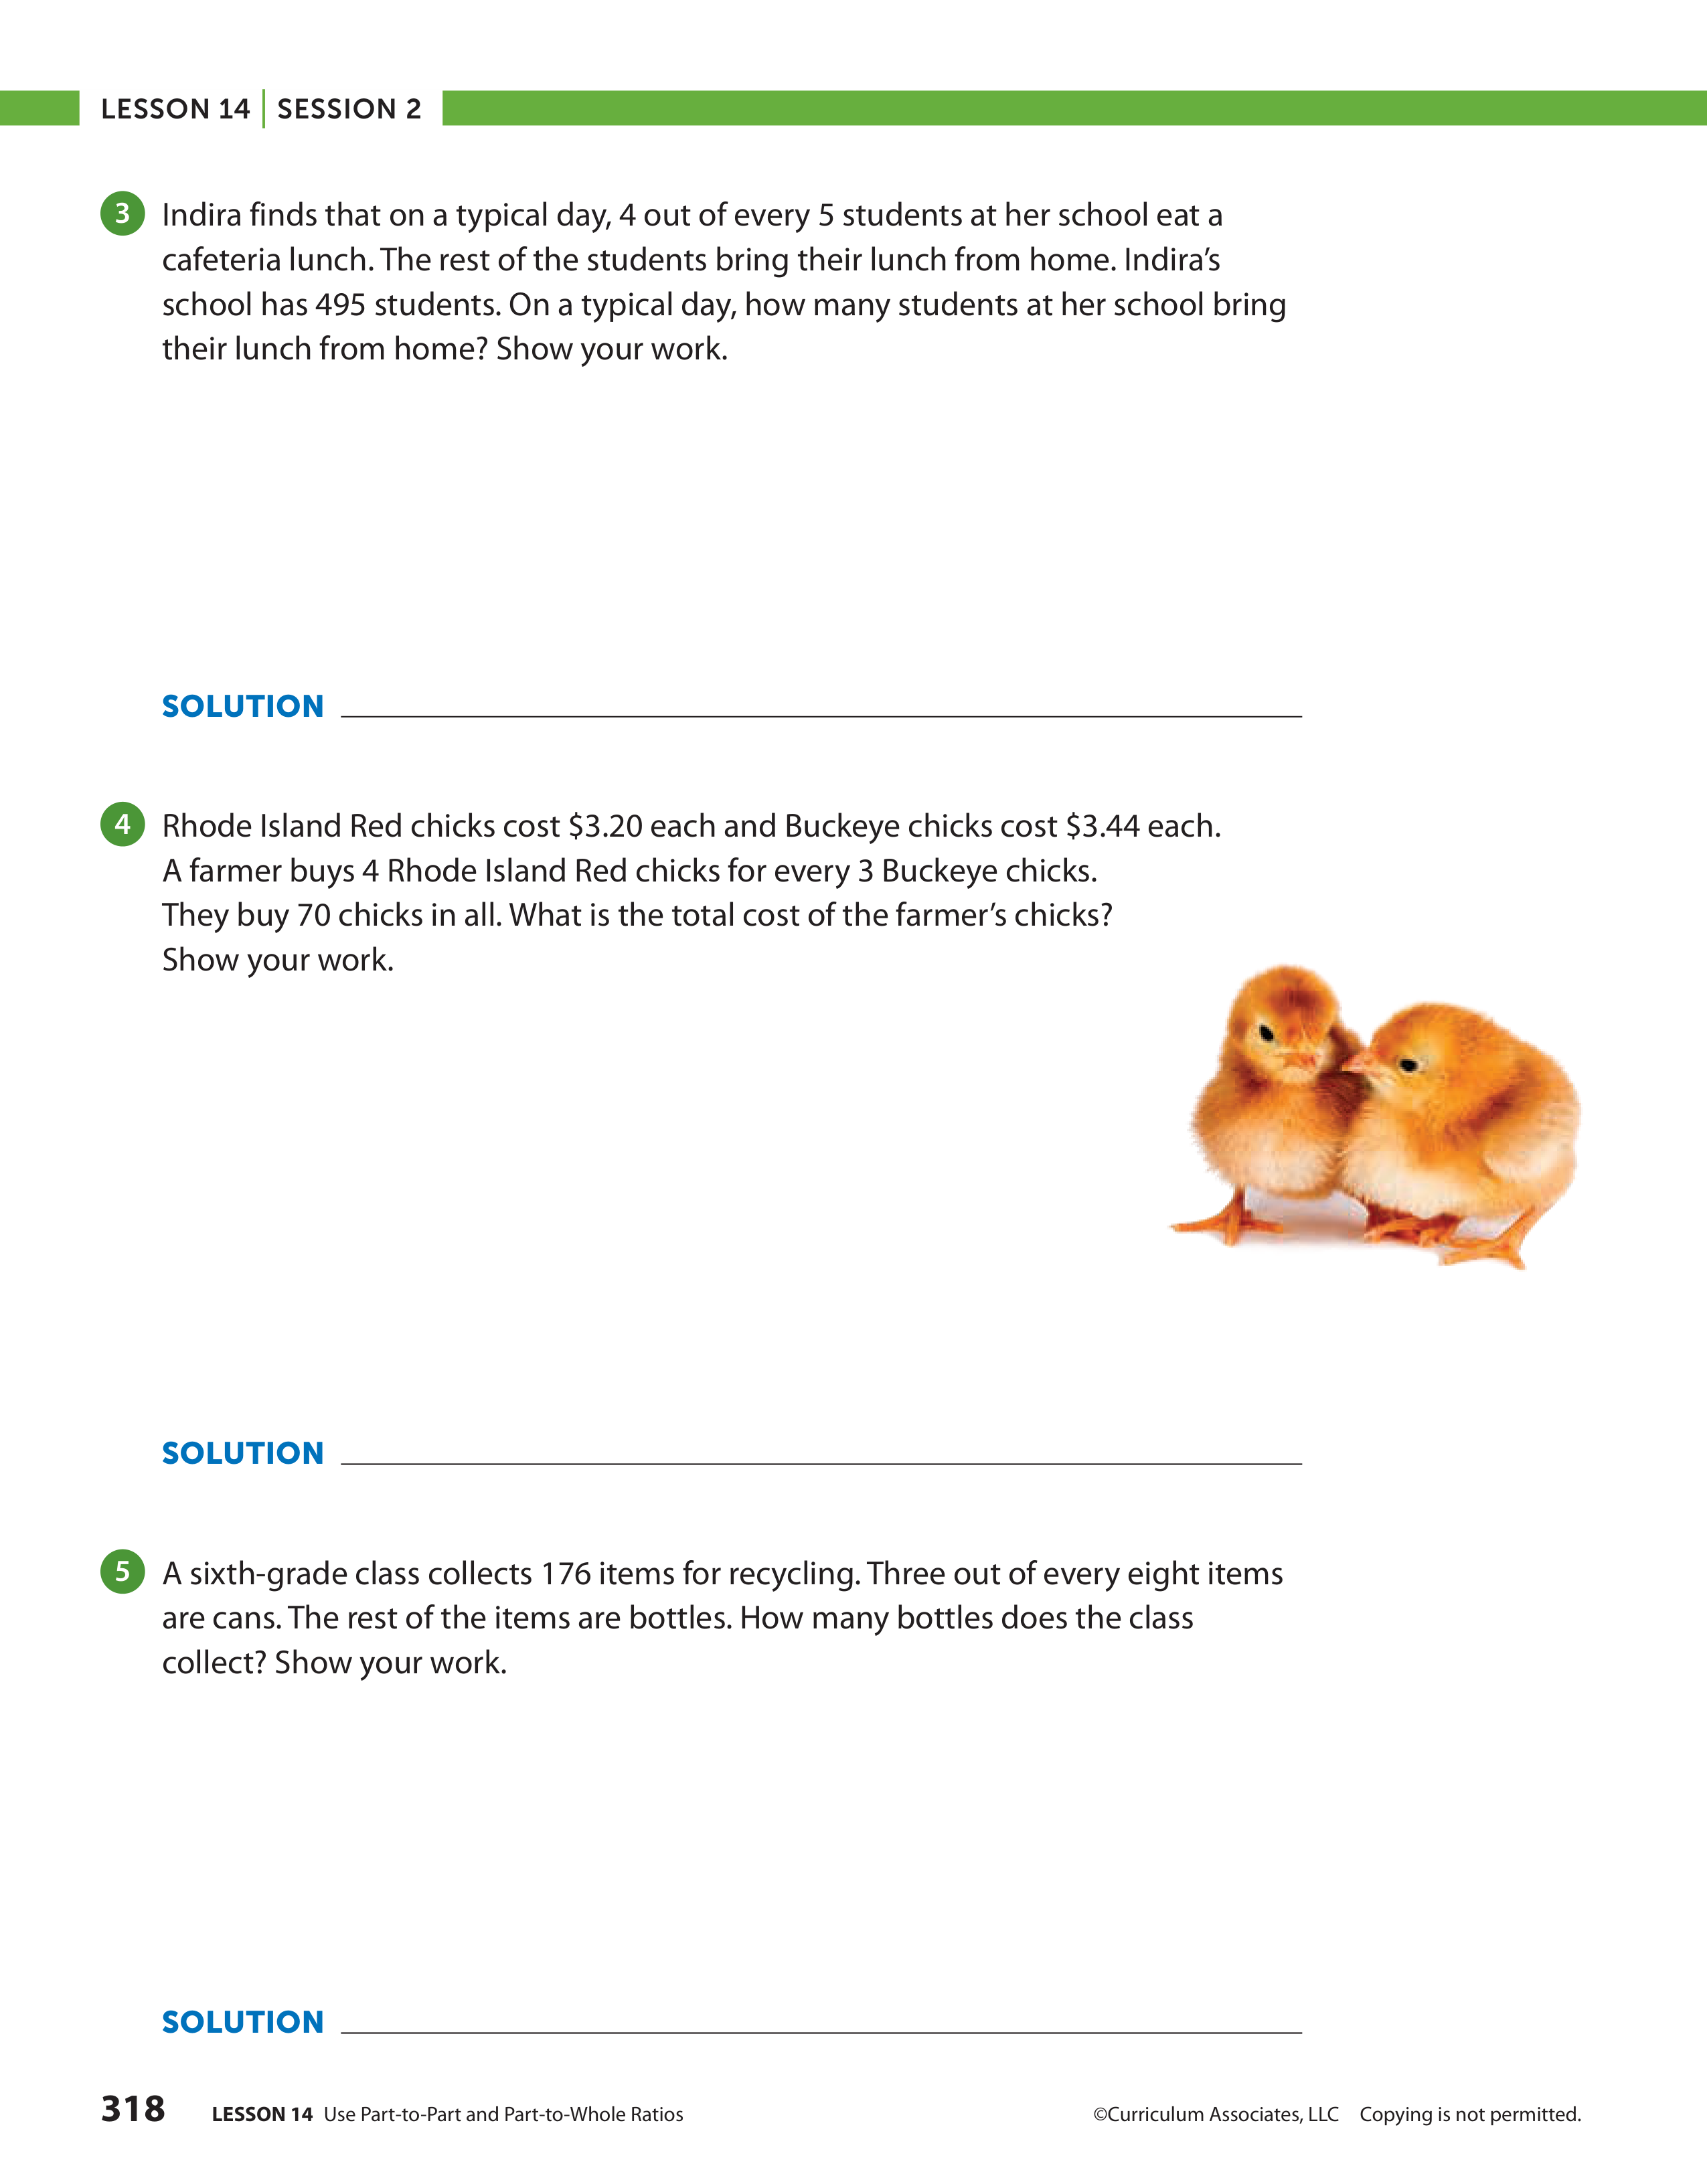 LESSON 14 | SESSION 2
3 Indira finds that on a typical day, 4 out of every 5 students at her school eat a
cafeteria lunch. The rest of the students bring their lunch from home. Indira’s
school has 495 students. On a typical day, how many students at her school bring
their lunch from home? Show your work.
SOLUTION
4 Rhode Island Red chicks cost $3.20 each and Buckeye chicks cost $3.44 each.
A farmer buys 4 Rhode Island Red chicks for every 3 Buckeye chicks.
They buy 70 chicks in all. What is the total cost of the farmer’s chicks?
Show your work.
SOLUTION
5 A sixth-grade class collects 176 items for recycling. Three out of every eight items
are cans. The rest of the items are bottles. How many bottles does the class
collect? Show your work.
SOLUTION
318 LESSON 14 Use Part-to-Part and Part-to-Whole Ratios ©Curriculum Associates, LLC Copying is not permitted.